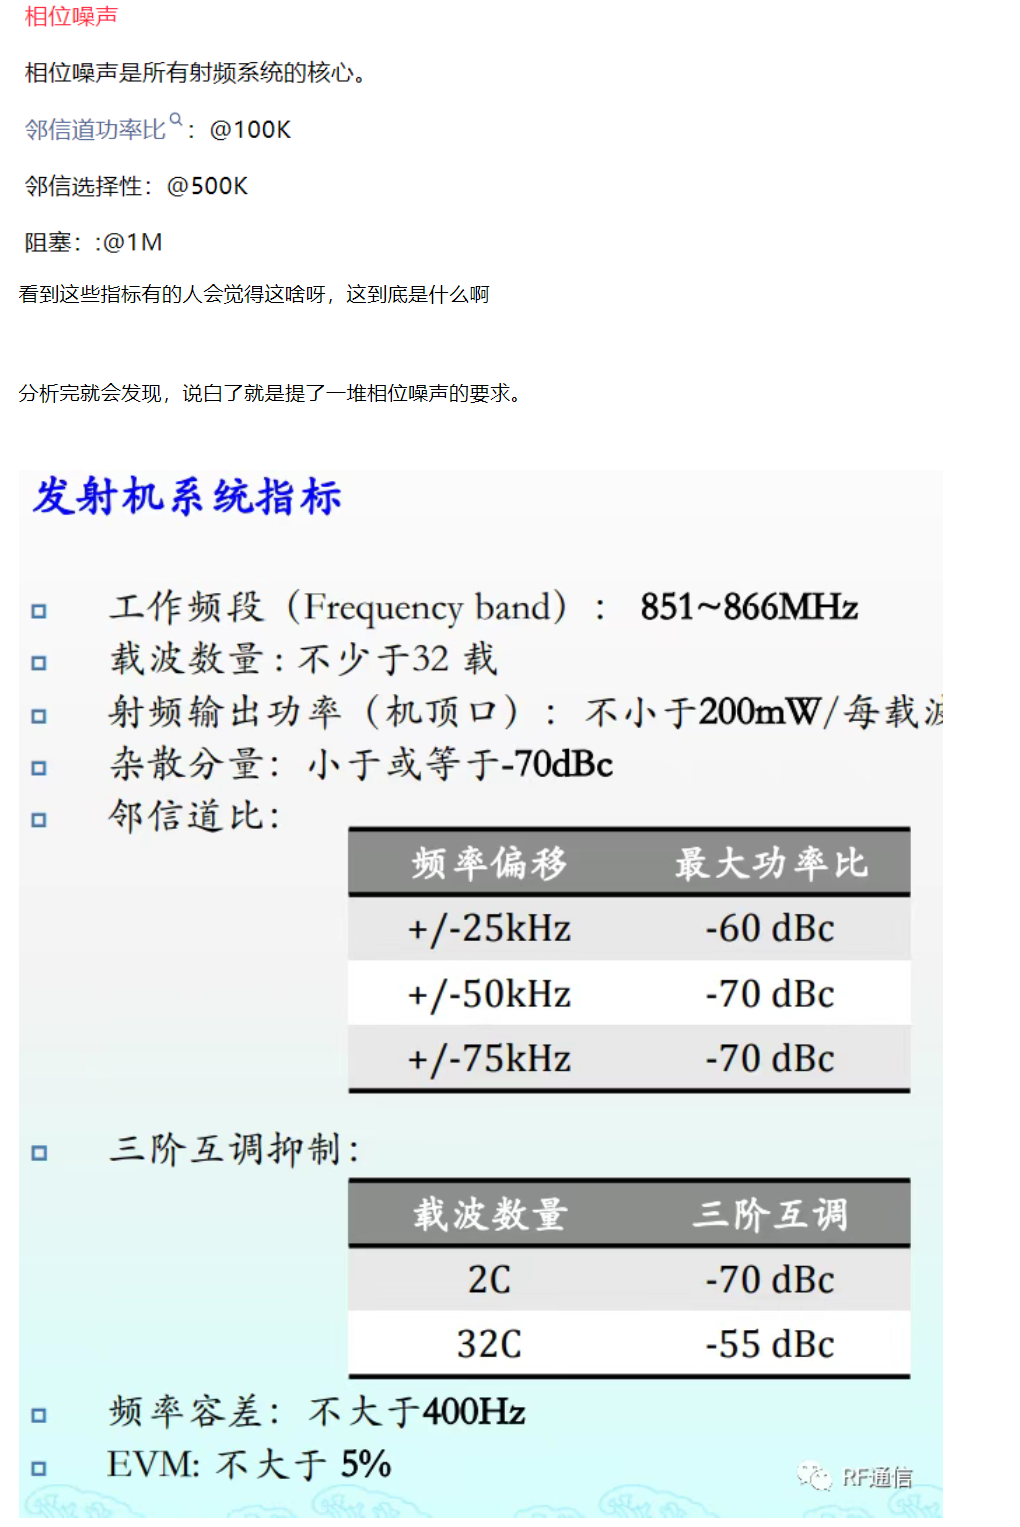 相位噪声
相位噪声是所有射频系统的核心。
邻信道功率比：@100K
邻信选择性：@500K
阻塞：:@1M
看到这些指标有的人会觉得这啥呀，这到底是什么啊
分析完就会发现，说白了就是提了一堆相位噪声的要求。
发射机系统指标
工作频段（Frequency band）： 851~866MHz
载波数量：不少于32 载
射频输出功率（机顶口）： 不小于200mW/每载波
杂散分量：小于或等于-70dBc
邻信道比：
频率偏移 最大功率比
+/-25kHz -60 dBc
+/-50kHz -70 dBc
+/-75kHz -70 dBc
三阶互调抑制：
载波数量 三阶互调
2C -70 dBc
32C -55 dBc
频率容差：不大于400Hz
EVM: 不大于 5%
RF通信